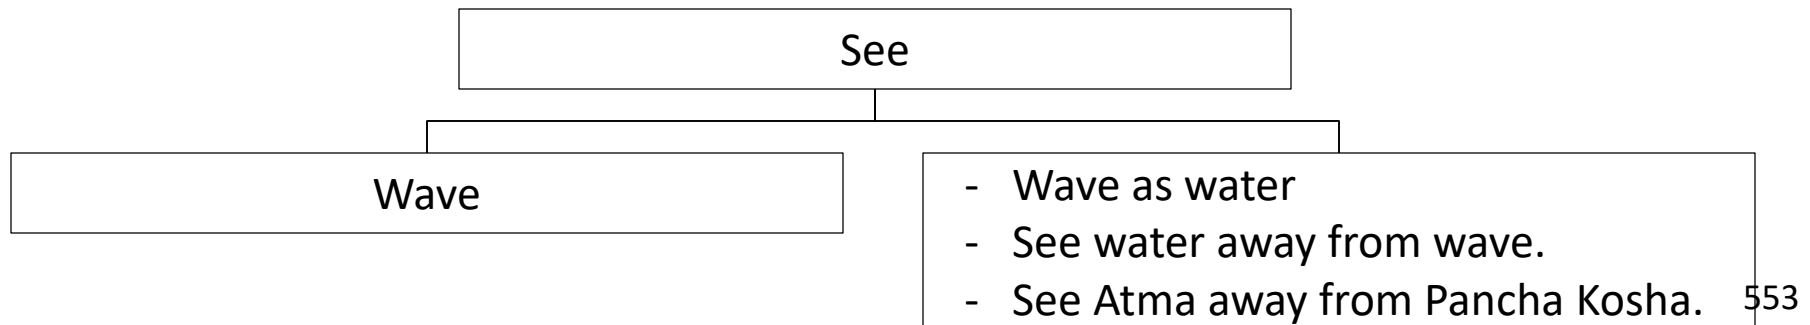 See
Wave
- Wave as water
- See water away from wave.
- See Atma away from Pancha Kosha.
553